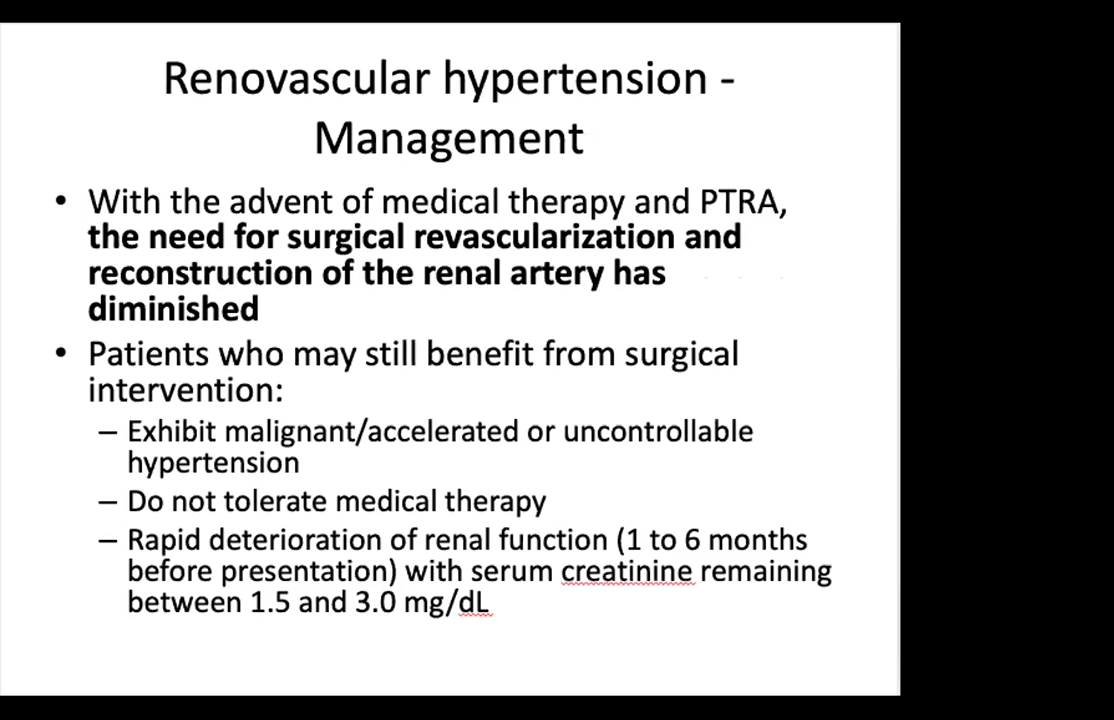 Renovascular hypertension -
Management
• With the advent of medical therapy and PTRA,
the need for surgical revascularization and
reconstruction of the renal artery has
diminished
• Patients who may still benefit from surgical
intervention:
– Exhibit malignant/accelerated or uncontrollable
hypertension
– Do not tolerate medical therapy
– Rapid deterioration of renal function (1 to 6 months
before presentation) with serum creatinine remaining
between 1.5 and 3.0 mg/dL